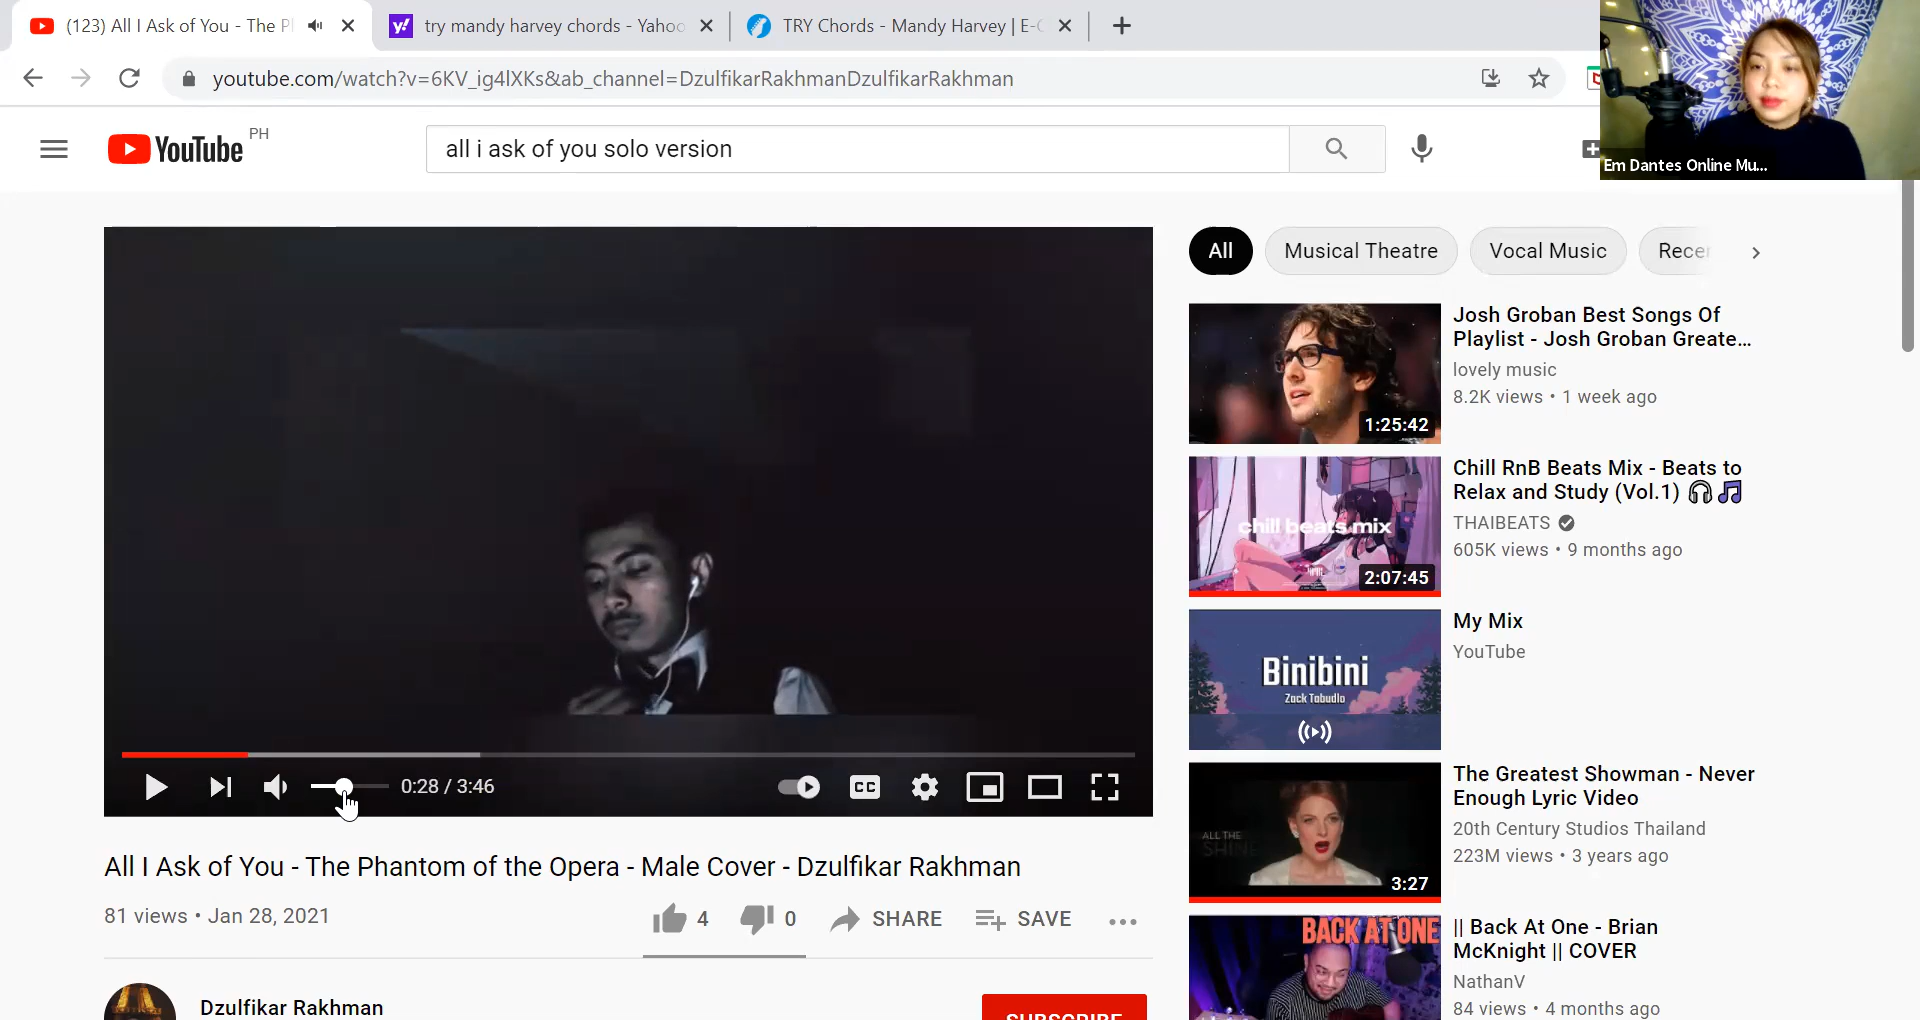 (123) All I Ask of You - The P
try mandy harvey chords - Yahoo
TRY Chords - Mandy Harvey | E-C
youtube.com/watch?v=6KV_ig4lXKs&ab_channel=DzulfikarRakhmanDzulfikarRakhman
YouTube PH
all i ask of you solo version
Em Dantes Online Mu...
All
Musical Theatre
Vocal Music
Recer
0:28 / 3:46
CC
All I Ask of You - The Phantom of the Opera - Male Cover - Dzulfikar Rakhman
81 views • Jan 28, 2021
4
0
SHARE
SAVE
Dzulfikar Rakhman
SUBSCRIBE
1:25:42
Josh Groban Best Songs Of
Playlist - Josh Groban Greate...
lovely music
8.2K views • 1 week ago
chill beats mix
2:07:45
Chill RnB Beats Mix - Beats to
Relax and Study (Vol.1)
THAIBEATS
605K views • 9 months ago
Binibini
Zack Tabudlo
My Mix
YouTube
ALL THE
SHINE
3:27
The Greatest Showman - Never
Enough Lyric Video
20th Century Studios Thailand
223M views • 3 years ago
BACK AT ONE
|| Back At One - Brian
McKnight || COVER
NathanV
84 views • 4 months ago